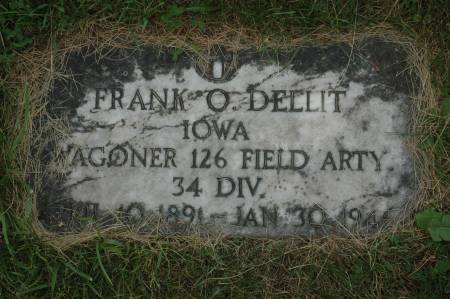 FRANK O. DELLIT
IOWA
WAGONER 126 FIELD ARTY.
34 DIV.
10 1891 – JAN. 30